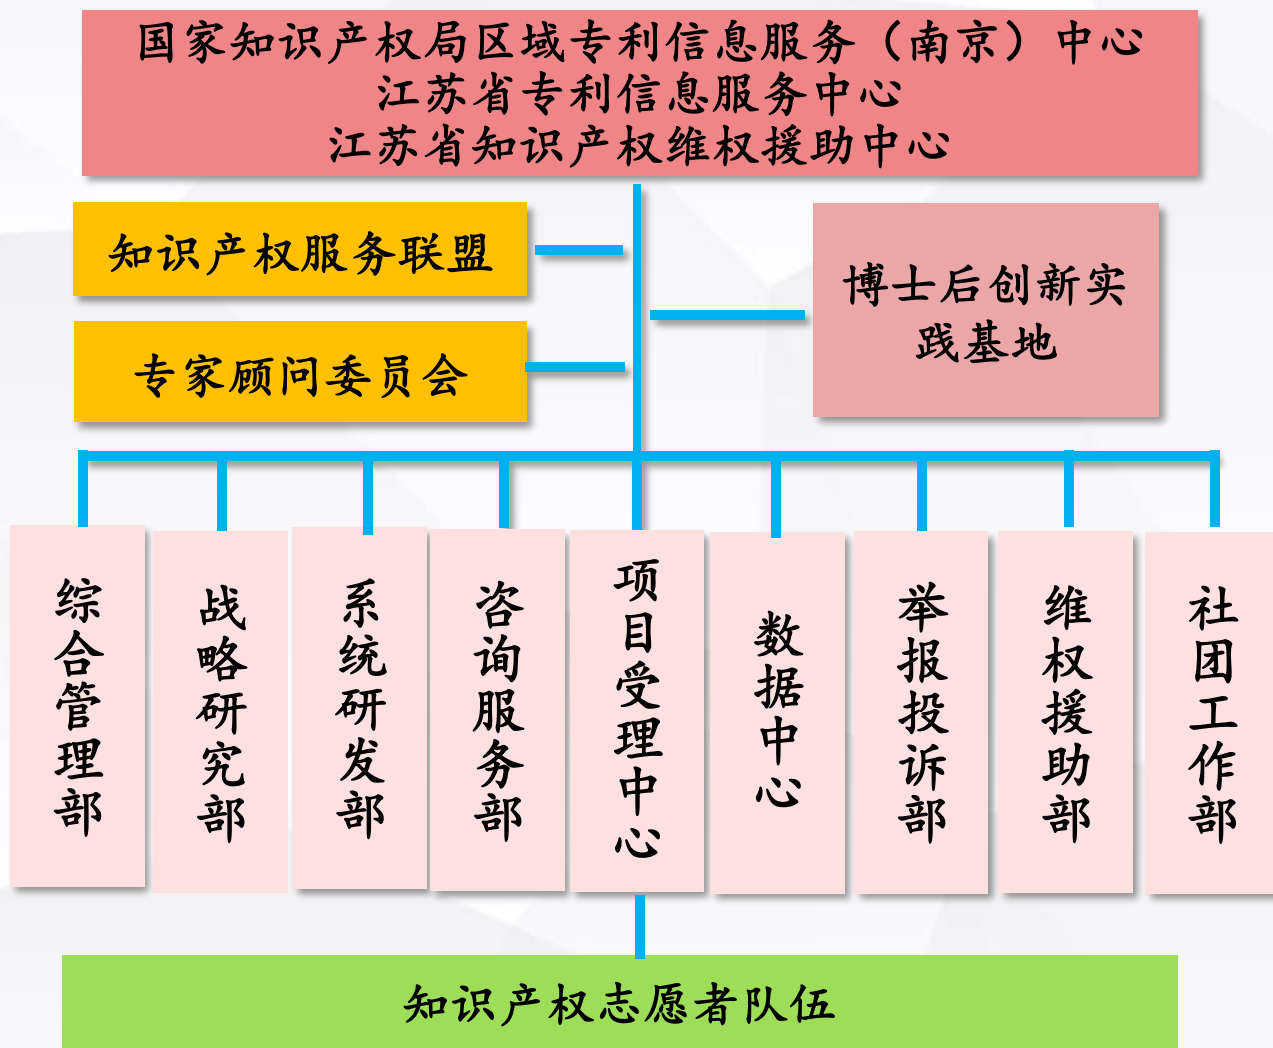 国家知识产权局区域专利信息服务（南京）中心
江苏省专利信息服务中心
江苏省知识产权维权援助中心
知识产权服务联盟
专家顾问委员会
博士后创新实
践基地
综合管理部
战略研究部
系统研发部
咨询服务部
项目受理中心
数据中心
举报投诉部
维权援助部
社团工作部
知识产权志愿者队伍